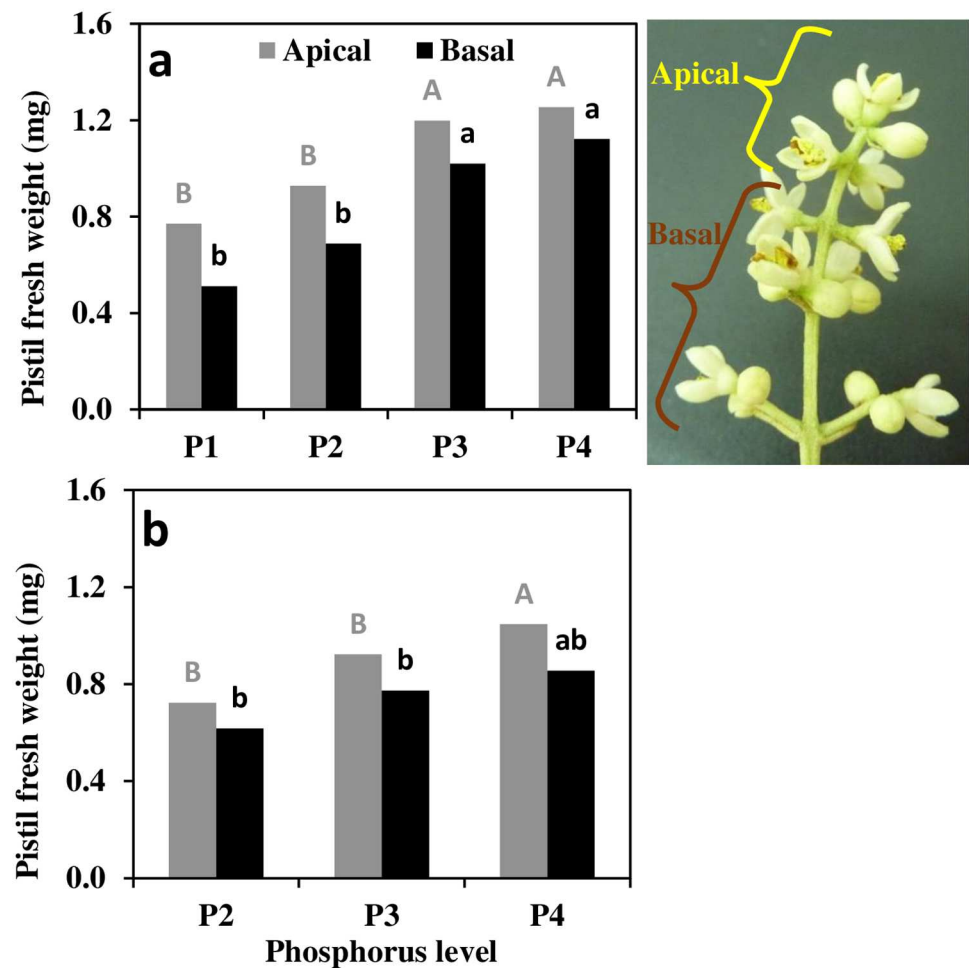 1.6
a
Apical
Basal
A
A
a
1.2
B
a
B
b
0.8
b
Pistil fresh weight (mg)
0.4
0.0
P1
P2
P3
P4
Apical
Basal
1.6
b
1.2
A
B
ab
B
b
0.8
b
Pistil fresh weight (mg)
0.4
0.0
P2
P3
P4
Phosphorus level